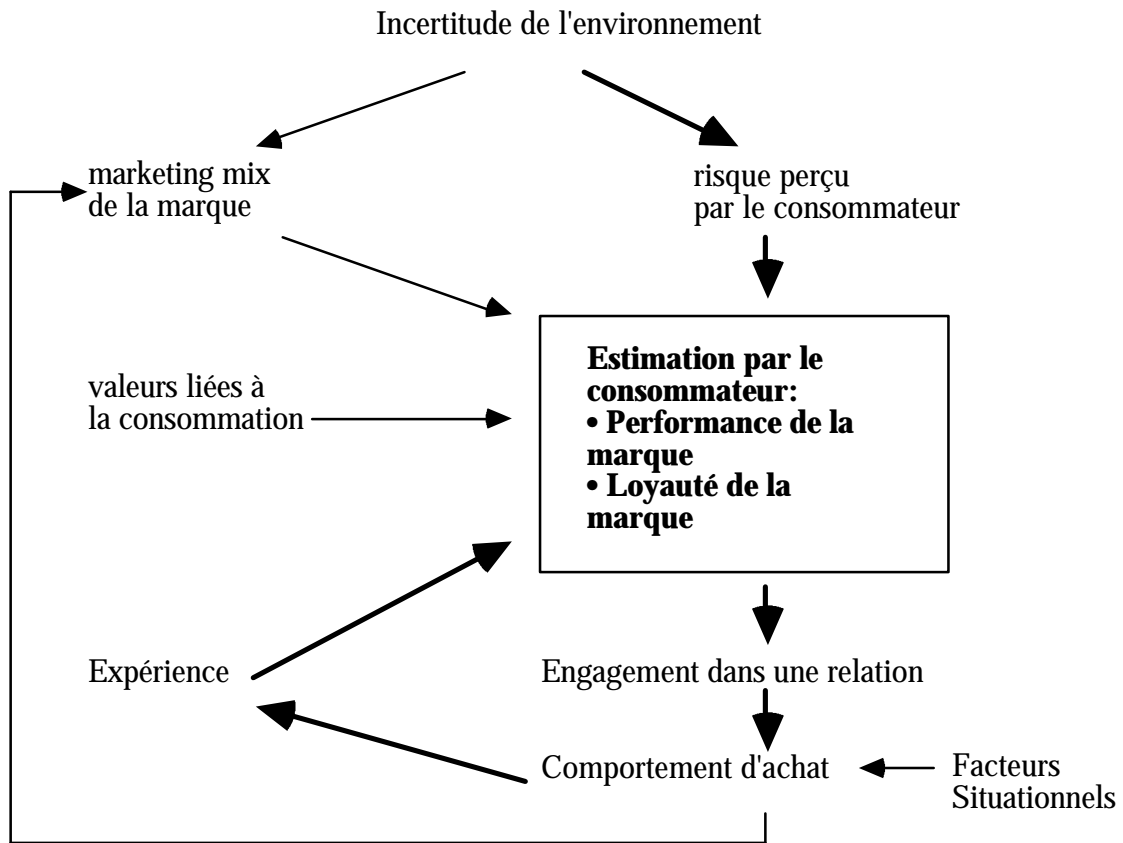 Incertitude de l'environnement
marketing mix
de la marque
risque perçu
par le consommateur
Estimation par le
consommateur:
• Performance de la
marque
• Loyauté de la
marque
valeurs liées à
la consommation
Expérience
Engagement dans une relation
Comportement d'achat
Facteurs
Situationnels